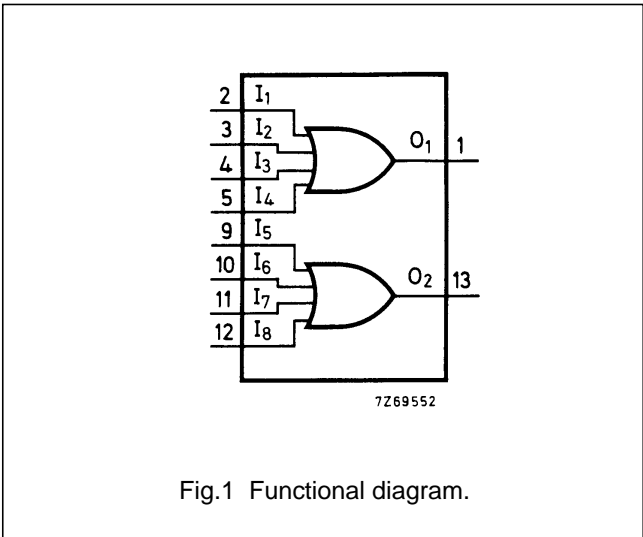 2 I1
3 I2
4 I3
5 I4
9 I5
10 I6
11 I7
12 I8
O1 1
O2 13
7Z69552
Fig.1 Functional diagram.